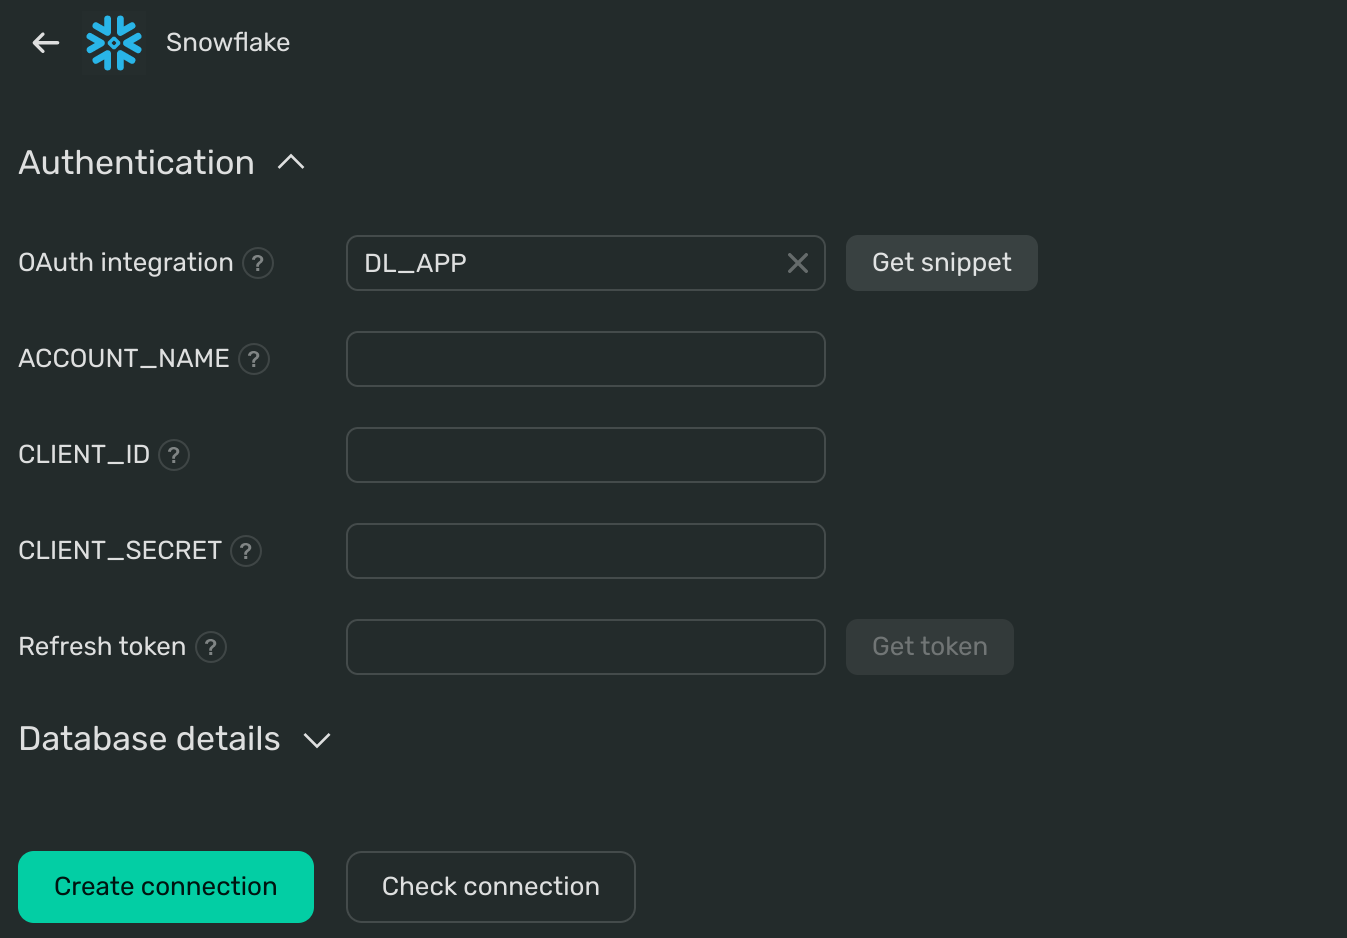 Snowflake
Authentication
OAuth integration ? DL_APP Get snippet
ACCOUNT_NAME ?
CLIENT_ID ?
CLIENT_SECRET ?
Refresh token ? Get token
Database details
Create connection Check connection